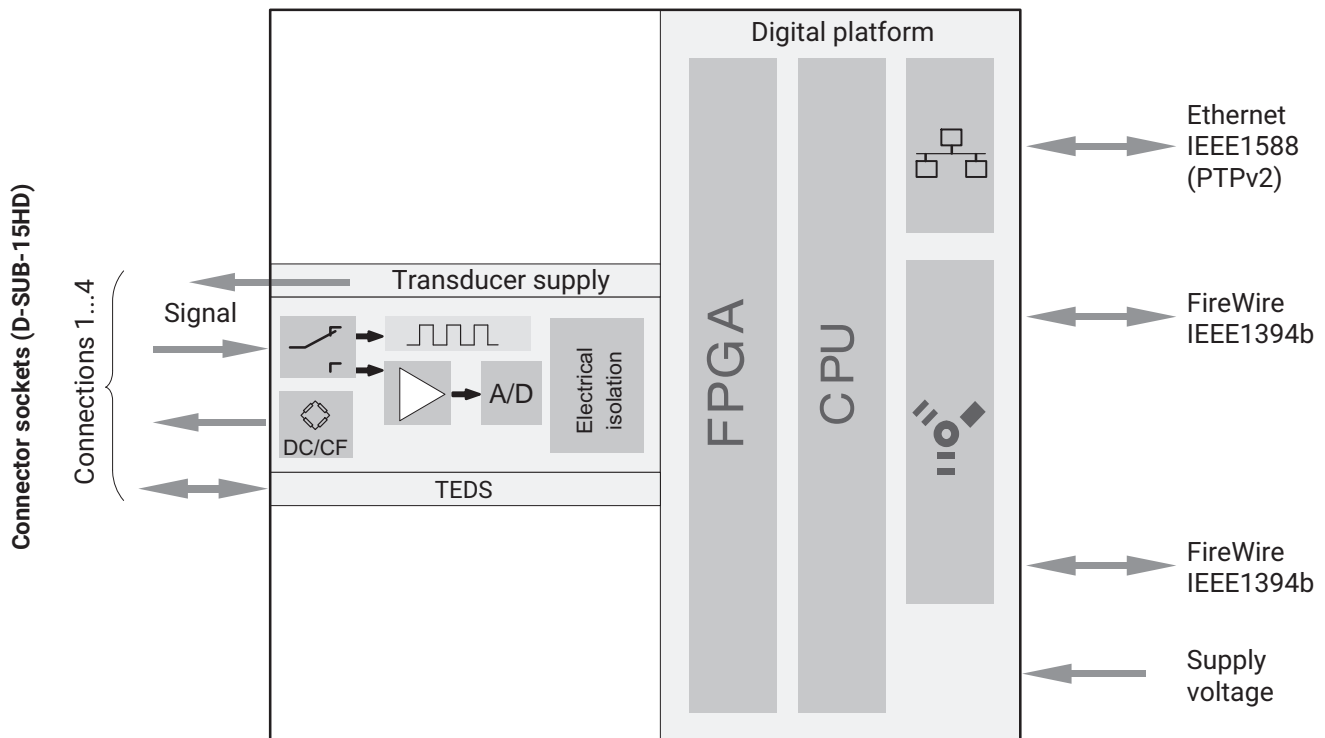 Digital platform
Connector sockets (D-SUB-15HD)
Connections 1...4
Transducer supply
Signal
A/D
Electrical
isolation
DC/CF
TEDS
FPGA
CPU
Ethernet
IEEE1588
(PTPv2)
FireWire
IEEE1394b
FireWire
IEEE1394b
Supply
voltage